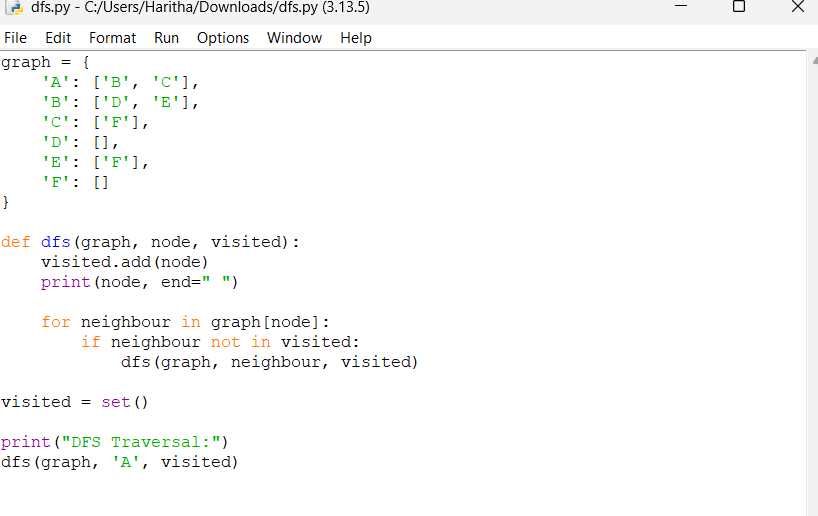 dfs.py - C:/Users/Haritha/Downloads/dfs.py (3.13.5)
File Edit Format Run Options Window Help
graph = {
    'A': ['B', 'C'],
    'B': ['D', 'E'],
    'C': ['F'],
    'D': [],
    'E': ['F'],
    'F': []
}
def dfs(graph, node, visited):
    visited.add(node)
    print(node, end=" ")
    for neighbour in graph[node]:
        if neighbour not in visited:
            dfs(graph, neighbour, visited)
visited = set()
print("DFS Traversal:")
dfs(graph, 'A', visited)